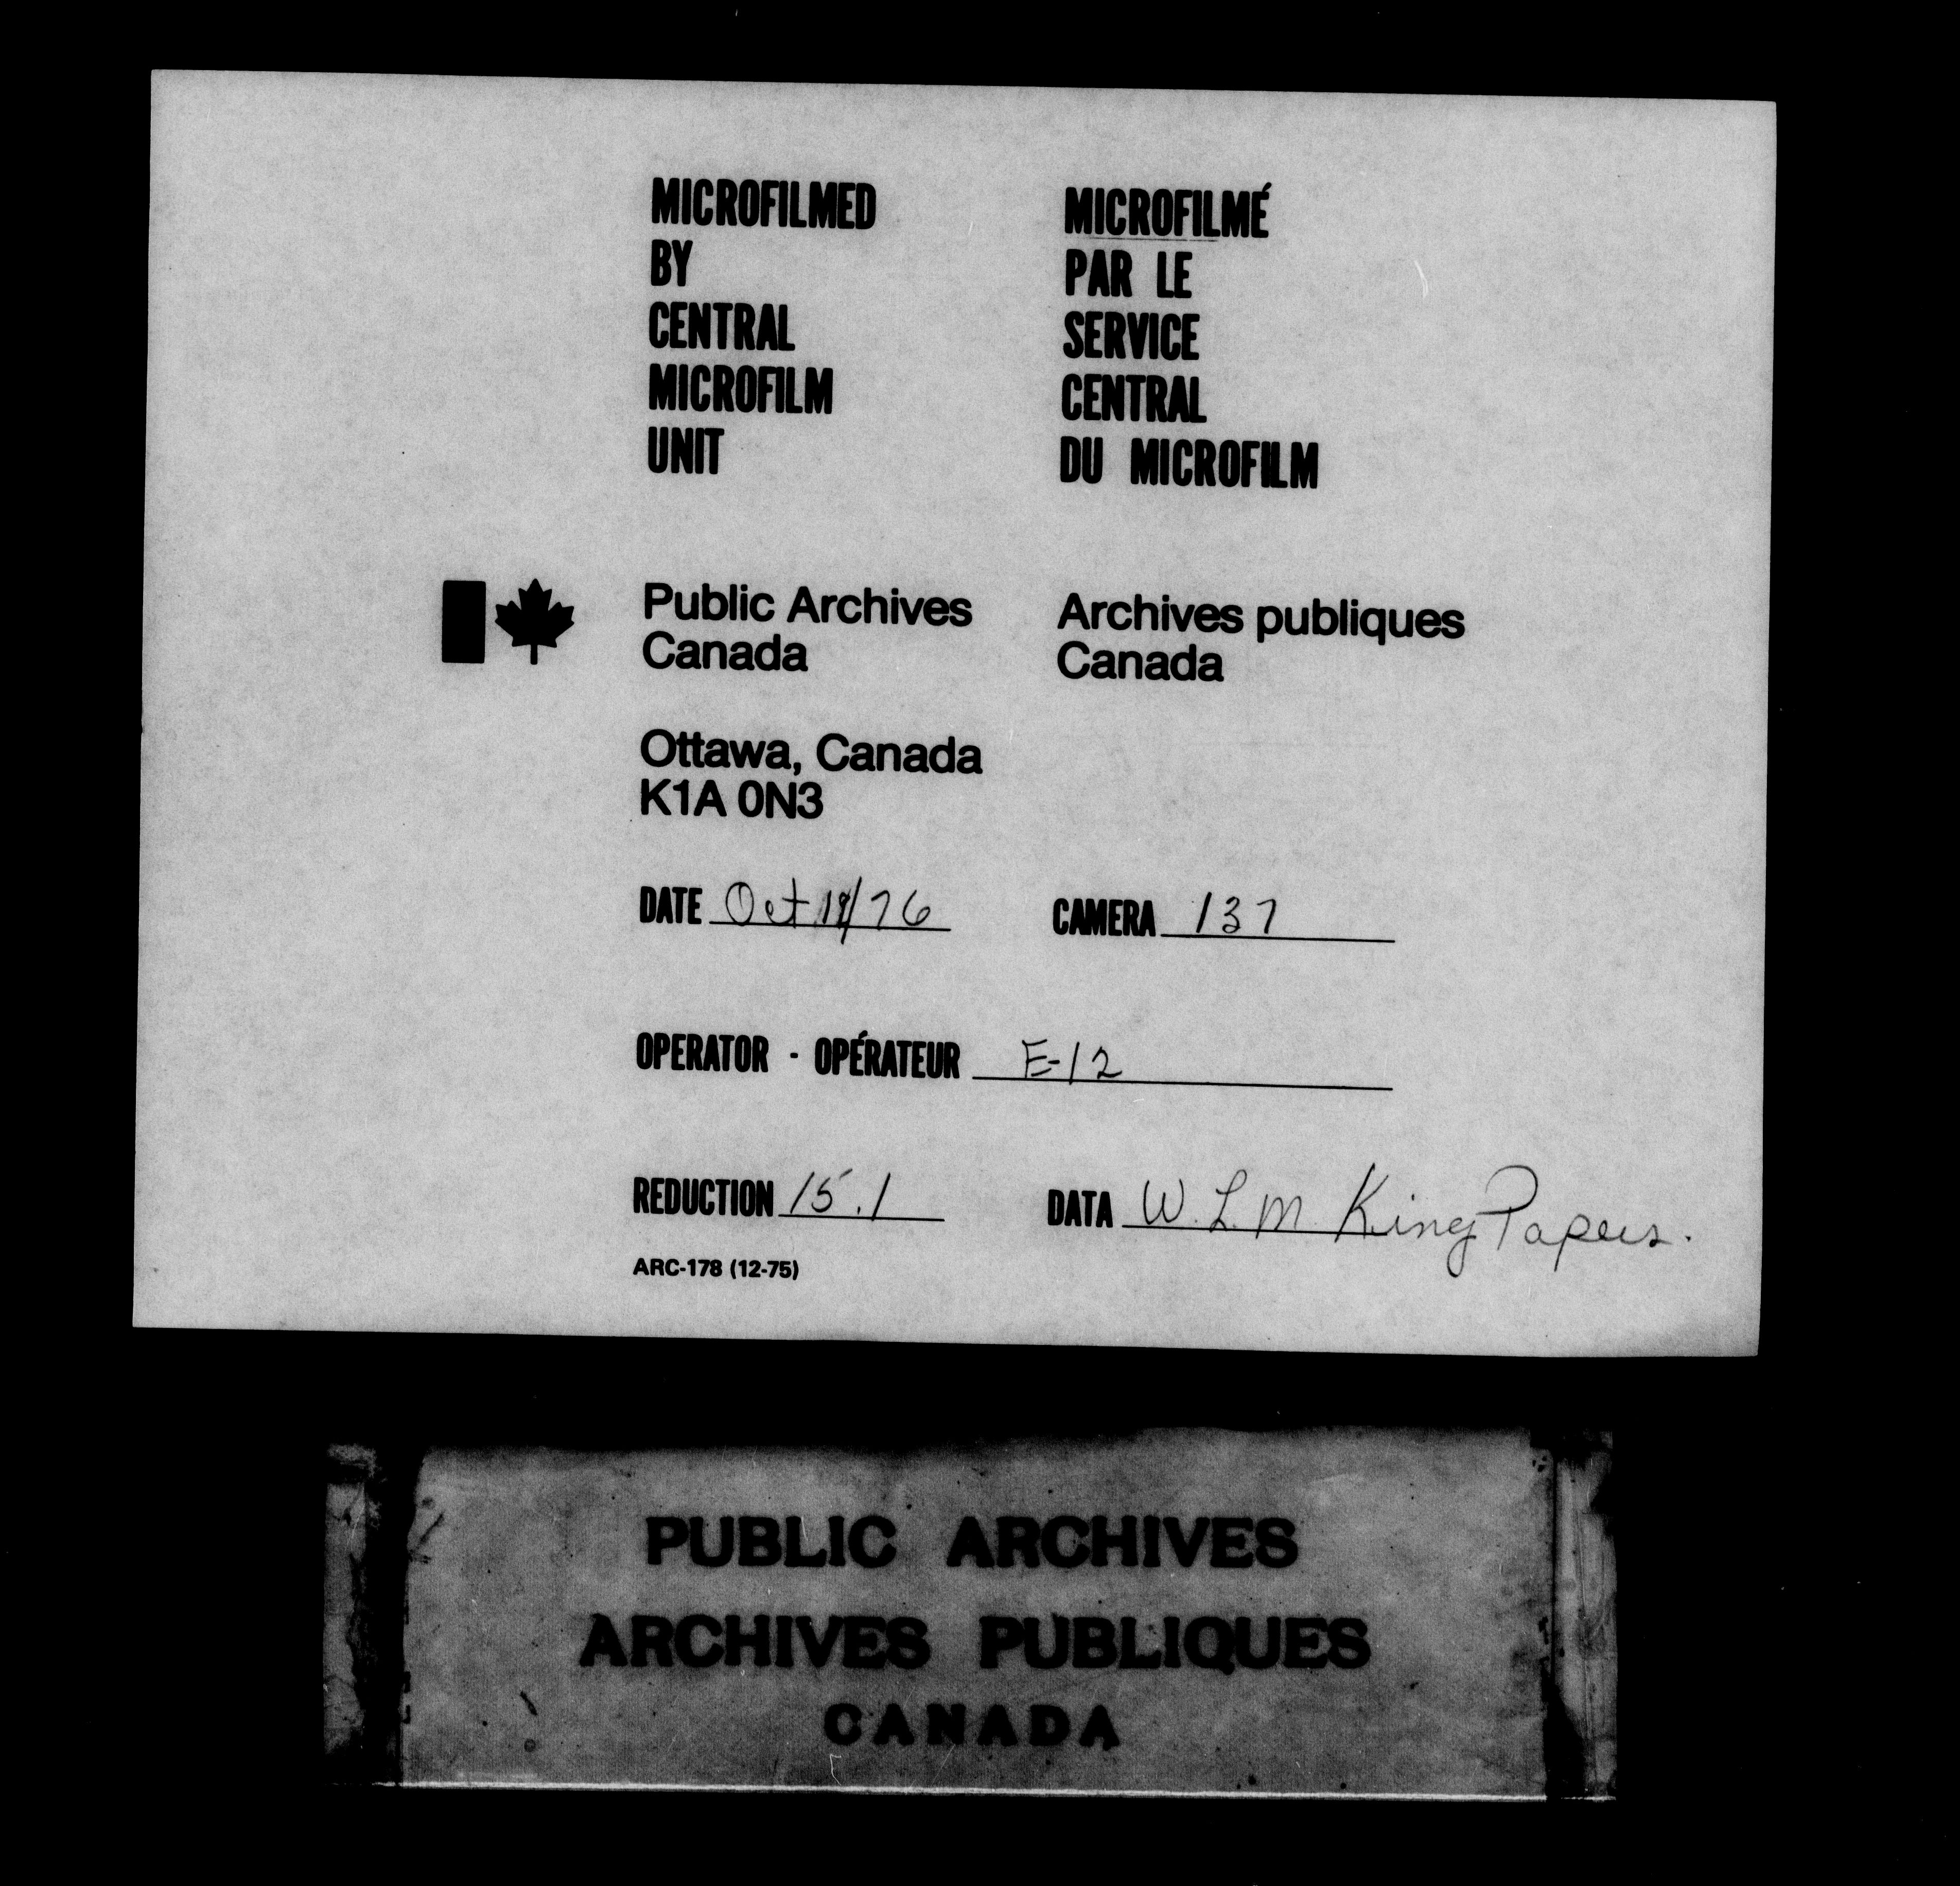 MICROFILMED
BY
CENTRAL
MICROFILM
UNIT
MICROFILMÉ
PAR LE
SERVICE
CENTRAL
DU MICROFILM
Public Archives
Canada
Archives publiques
Canada
Ottawa, Canada
K1A 0N3
DATE Oct /76
CAMERA 137
OPERATOR - OPÉRATEUR E-12
REDUCTION 15.1
DATA W. L. M. King Papers.
ARC-178 (12-75)
PUBLIC ARCHIVES
ARCHIVES PUBLIQUES
CANADA